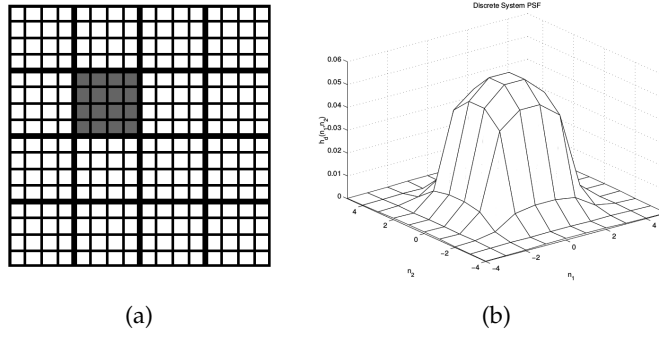 Discrete System PSF
0.06
0.05
0.04
0.03
0.02
0.01
0
h_d(n_1,n_2)
4
2
0
−2
−4
n_2
−4
−2
0
2
4
n_1
(a)
(b)